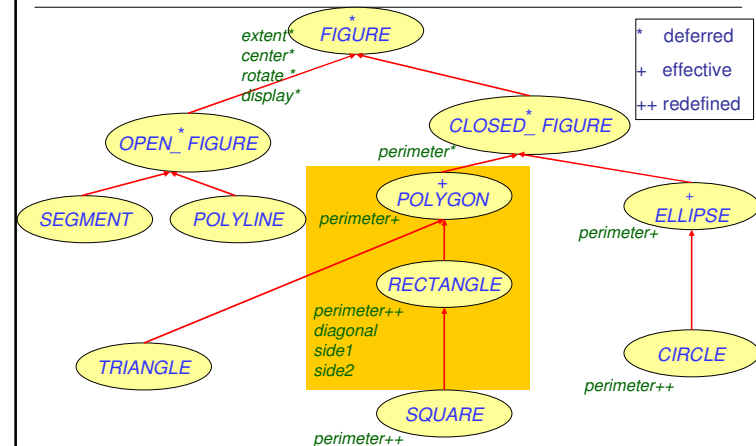 *
FIGURE
extent*
center*
rotate *
display*
* deferred
+ effective
++ redefined
*
OPEN_ FIGURE
*
CLOSED_ FIGURE
perimeter*
SEGMENT
POLYLINE
+
POLYGON
perimeter+
+
ELLIPSE
perimeter+
RECTANGLE
perimeter++
diagonal
side1
side2
TRIANGLE
CIRCLE
perimeter++
SQUARE
perimeter++